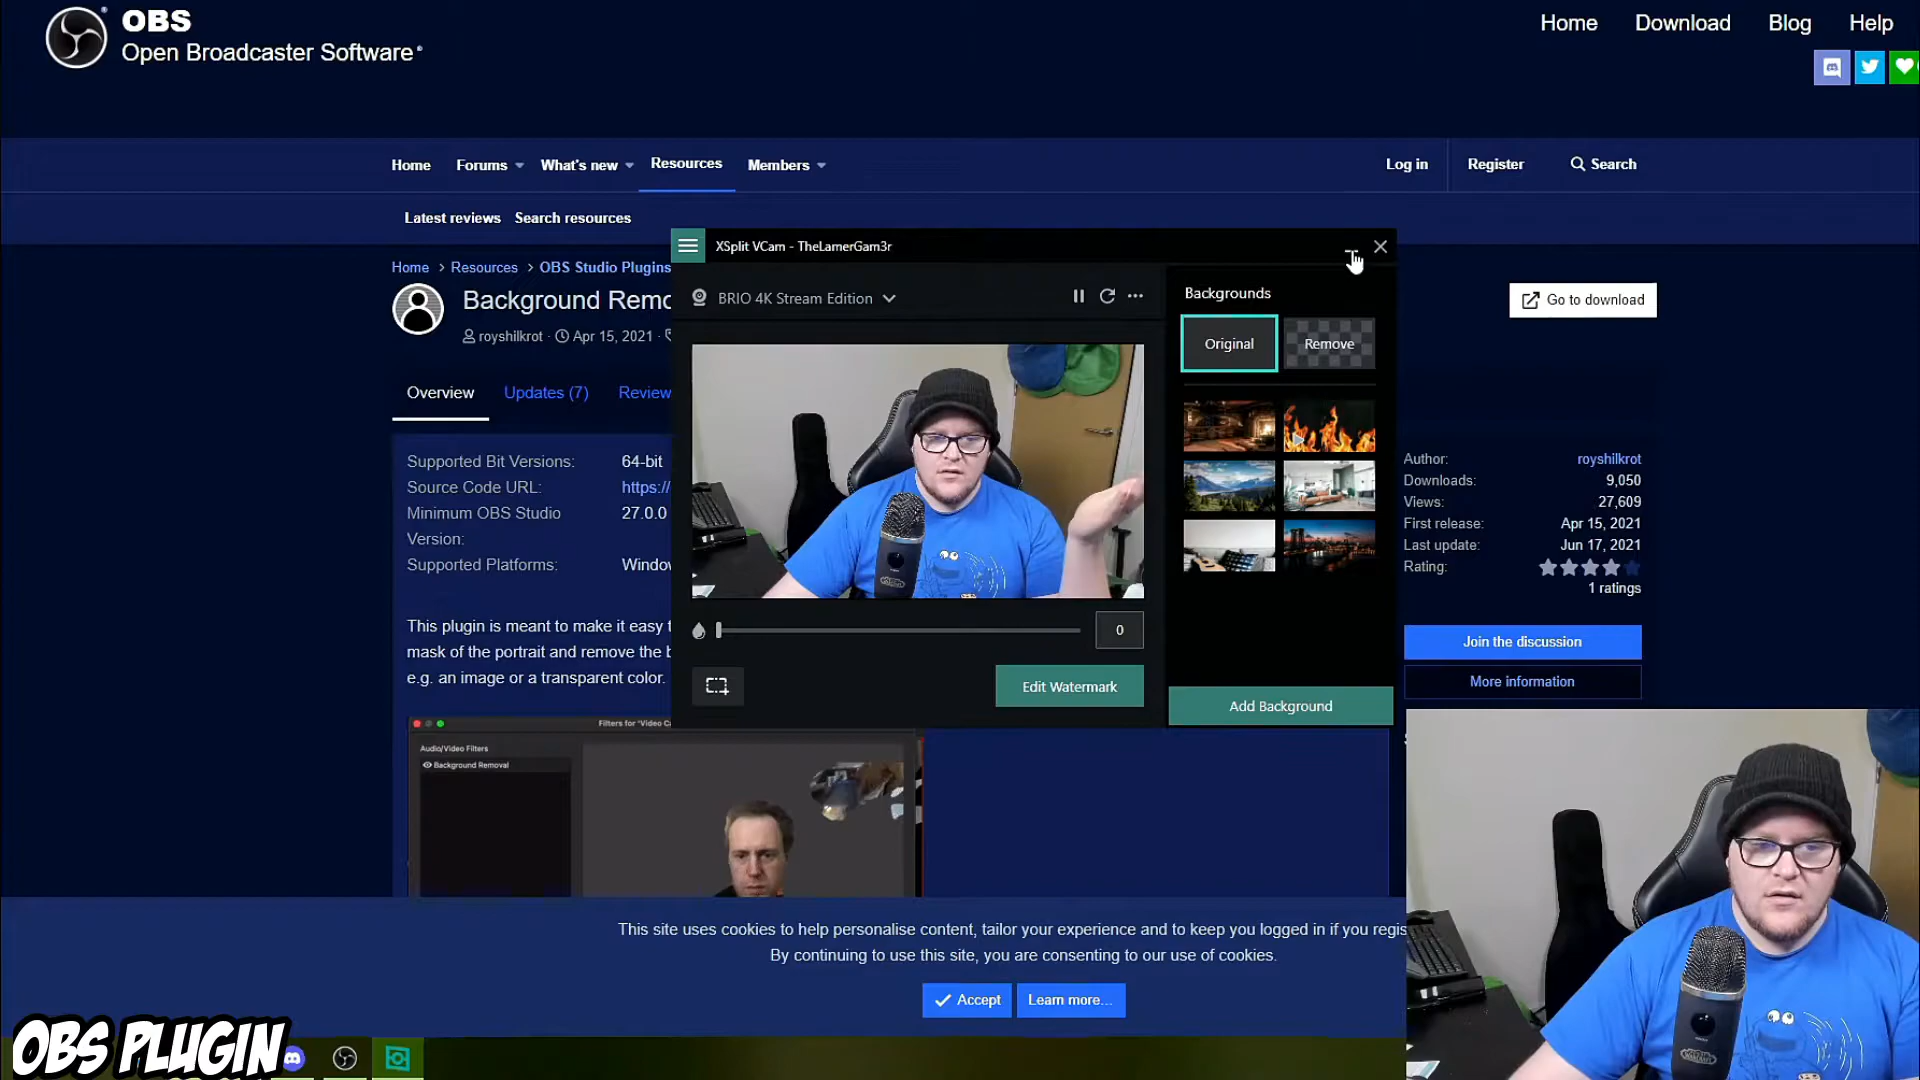 OBS
Open Broadcaster Software
Home Download Blog Help
Home Forums What's new Resources Members Log in Register Search
Latest reviews Search resources
Home > Resources > OBS Studio Plugins
Background Remo
royshilkrot · Apr 15, 2021 ·
Go to download
Overview Updates (7) Review
Supported Bit Versions: 64-bit
Source Code URL: https://
Minimum OBS Studio 27.0.0
Version:
Supported Platforms: Window
This plugin is meant to make it easy t
mask of the portrait and remove the b
e.g. an image or a transparent color.
XSplit VCam - TheLamerGam3r
BRIO 4K Stream Edition
Backgrounds
Original Remove
0
Edit Watermark
Add Background
Author: royshilkrot
Downloads: 9,050
Views: 27,609
First release: Apr 15, 2021
Last update: Jun 17, 2021
Rating:
1 ratings
Join the discussion
More information
Filters for 'Video Ca
Audio/Video Filters
Background Removal
This site uses cookies to help personalise content, tailor your experience and to keep you logged in if you regis
By continuing to use this site, you are consenting to our use of cookies.
Accept Learn more...
OBS PLUGIN